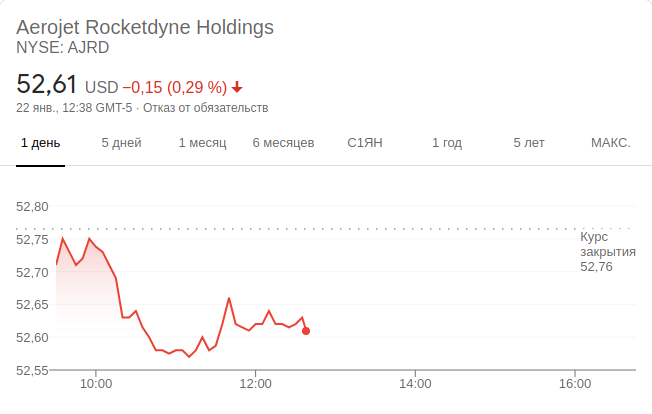 Aerojet Rocketdyne Holdings
NYSE: AJRD
52,61 USD −0,15 (0,29 %)
22 янв., 12:38 GMT-5 · Отказ от обязательств
1 день 5 дней 1 месяц 6 месяцев С1ЯН 1 год 5 лет МАКС.
52,80
52,75
52,70
52,65
52,60
52,55
Курс
закрытия
52,76
10:00 12:00 14:00 16:00